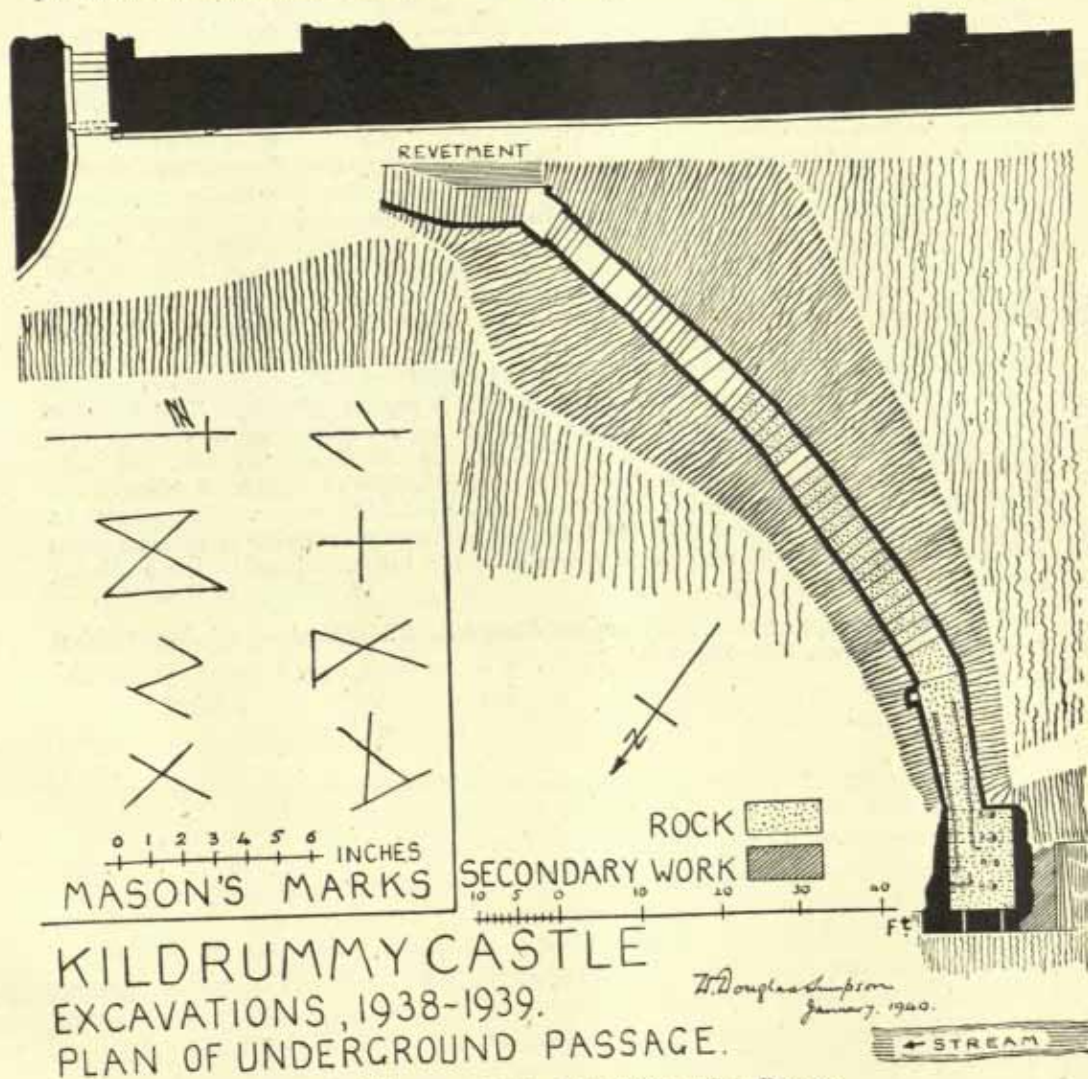 REVETMENT
N
ROCK
SECONDARY WORK
0 1 2 3 4 5 6 INCHES
MASON'S MARKS
10 5 0 10 20 30 40 Ft.
KILDRUMMY CASTLE
EXCAVATIONS, 1938-1939.
PLAN OF UNDERGROUND PASSAGE.
W. Douglas Simpson
January. 1940.
← STREAM